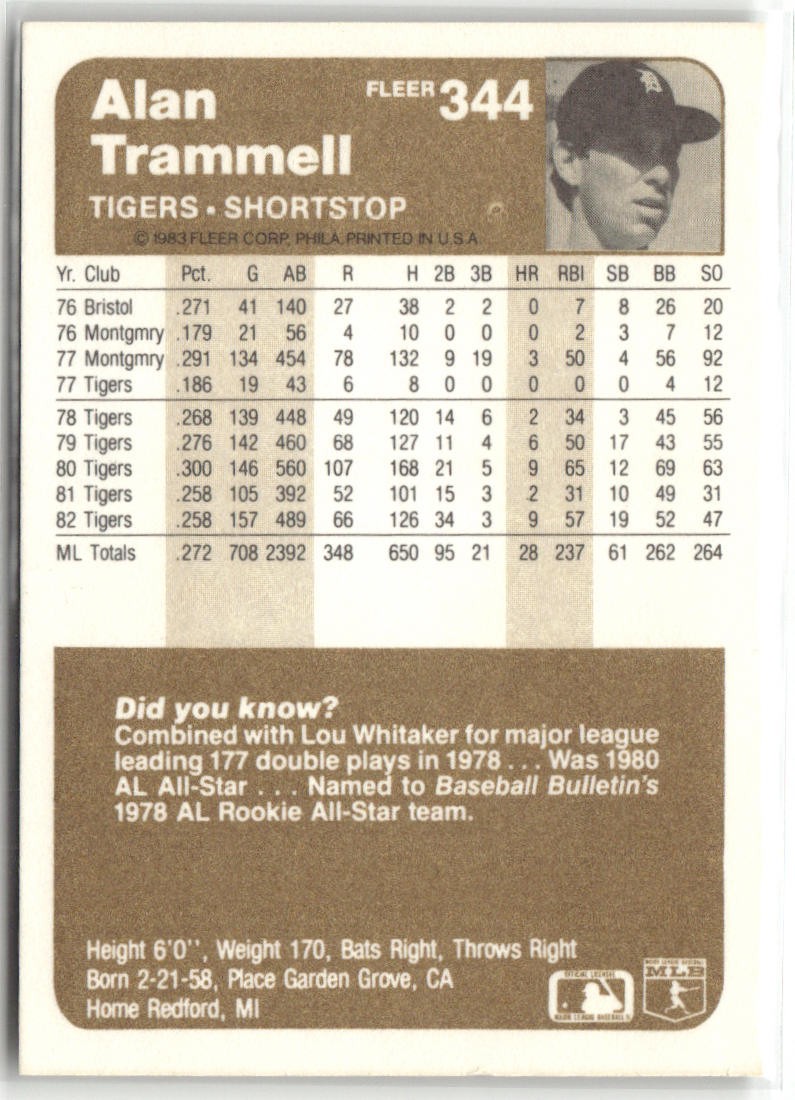 Alan
Trammell
FLEER 344
TIGERS • SHORTSTOP
© 1983 FLEER CORP., PHILA. PRINTED IN U.S.A.
Yr. Club Pct. G AB R H 2B 3B HR RBI SB BB SO
76 Bristol .271 41 140 27 38 2 2 0 7 8 26 20
76 Montgmry .179 21 56 4 10 0 0 0 2 3 7 12
77 Montgmry .291 134 454 78 132 9 19 3 50 4 56 92
77 Tigers .186 19 43 6 8 0 0 0 0 0 4 12
78 Tigers .268 139 448 49 120 14 6 2 34 3 45 56
79 Tigers .276 142 460 68 127 11 4 6 50 17 43 55
80 Tigers .300 146 560 107 168 21 5 9 65 12 69 63
81 Tigers .258 105 392 52 101 15 3 2 31 10 49 31
82 Tigers .258 157 489 66 126 34 3 9 57 19 52 47
ML Totals .272 708 2392 348 650 95 21 28 237 61 262 264
Did you know?
Combined with Lou Whitaker for major league
leading 177 double plays in 1978 . . . Was 1980
AL All-Star . . . Named to Baseball Bulletin's
1978 AL Rookie All-Star team.
Height 6'0'', Weight 170, Bats Right, Throws Right
Born 2-21-58, Place Garden Grove, CA
Home Redford, MI
OFFICIAL LICENSEE
MAJOR LEAGUE BASEBALL
MAJOR LEAGUE BASEBALL
MLB